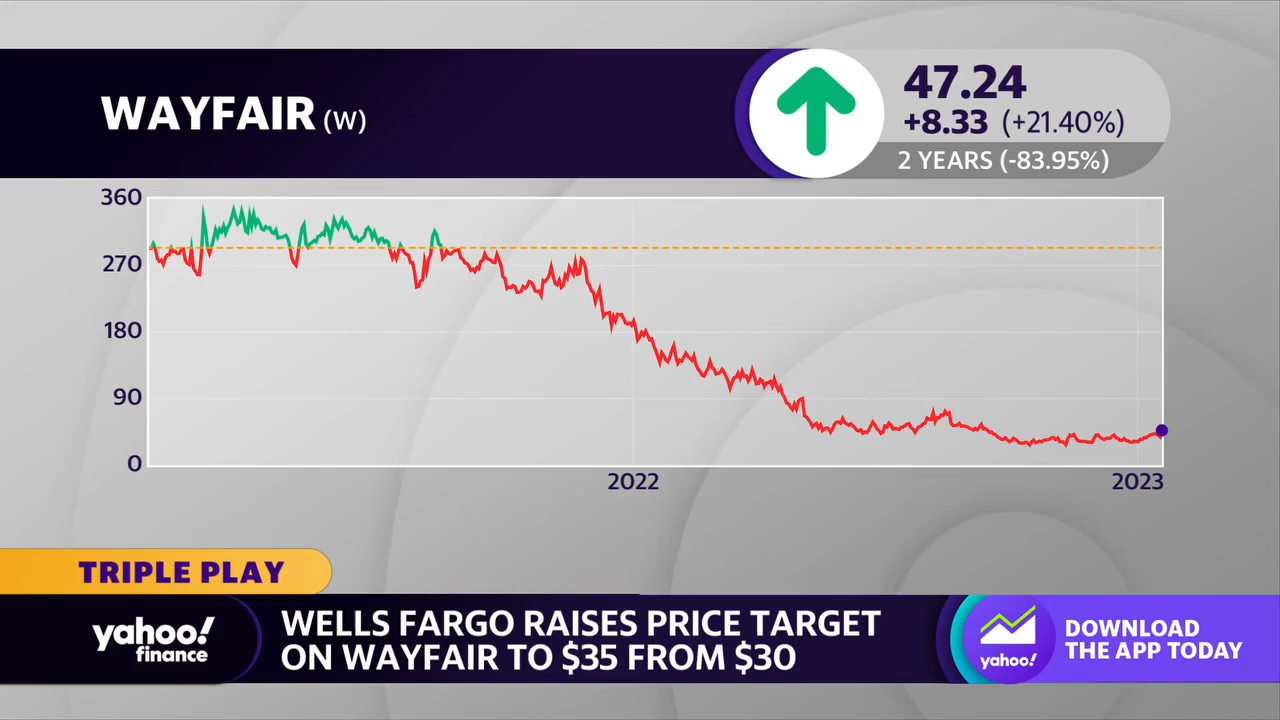 WAYFAIR (W)
47.24
+8.33 (+21.40%)
2 YEARS (-83.95%)
360
270
180
90
0
2022
2023
TRIPLE PLAY
yahoo!
finance
WELLS FARGO RAISES PRICE TARGET
ON WAYFAIR TO $35 FROM $30
yahoo!
DOWNLOAD
THE APP TODAY